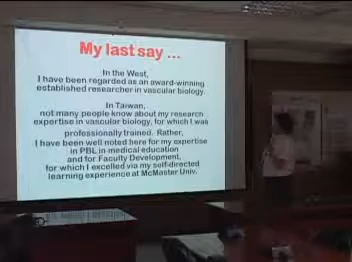 My last say ...
In the West,
I have been regarded as an award-winning
established researcher in vascular biology.
In Taiwan,
not many people know about my research
expertise in vascular biology, for which I was
professionally trained. Rather,
I have been well noted here for my expertise
in PBL in medical education
and for Faculty Development,
for which I excelled via my self-directed
learning experience at McMaster Univ.